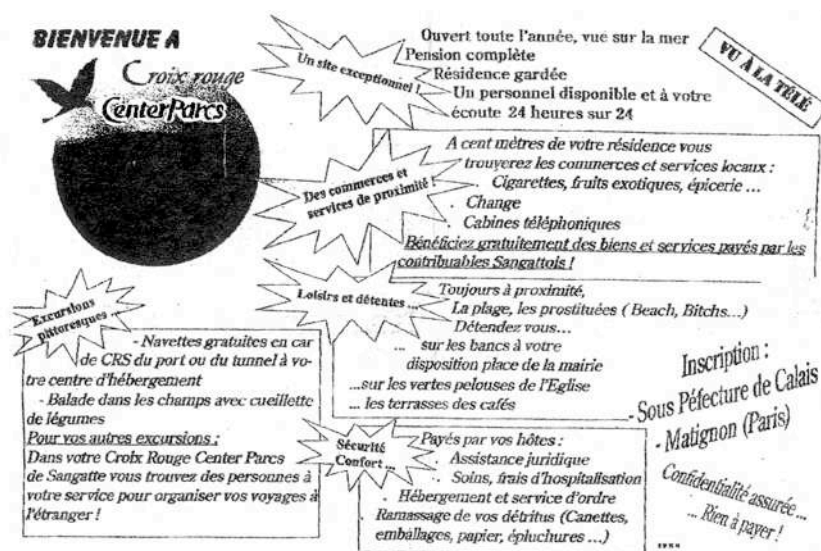 BIENVENUE A
Croix rouge
CenterParcs
Un site exceptionnel !
Ouvert toute l'année, vue sur la mer
Pension complète
Résidence gardée
Un personnel disponible et à votre
écoute 24 heures sur 24
VU À LA TÉLÉ
Des commerces et
services de proximité !
A cent mètres de votre résidence vous
trouverez les commerces et services locaux :
. Cigarettes, fruits exotiques, épicerie ...
. Change
. Cabines téléphoniques
Bénéficiez gratuitement des biens et services payés par les
contribuables Sangattois !
Loisirs et détentes ...
Toujours à proximité,
La plage, les prostituées ( Beach, Bitchs...)
Détendez vous...
... sur les bancs à votre
disposition place de la mairie
...sur les vertes pelouses de l'Eglise
... les terrasses des cafés
Excursions
pittoresques ...
- Navettes gratuites en car
de CRS du port ou du tunnel à vo-
tre centre d'hébergement
- Balade dans les champs avec cueillette
de légumes
Pour vos autres excursions :
Dans votre Croix Rouge Center Parcs
de Sangatte vous trouvez des personnes à
votre service pour organiser vos voyages à
l'étranger !
Sécurité
Confort ...
Payés par vos hôtes :
. Assistance juridique
. Soins, frais d'hospitalisation
. Hébergement et service d'ordre
Ramassage de vos détritus (Canettes,
emballages, papier, épluchures ...)
Inscription :
- Sous Péfecture de Calais
- Matignon (Paris)
Confidentialité assurée ...
... Rien à payer !